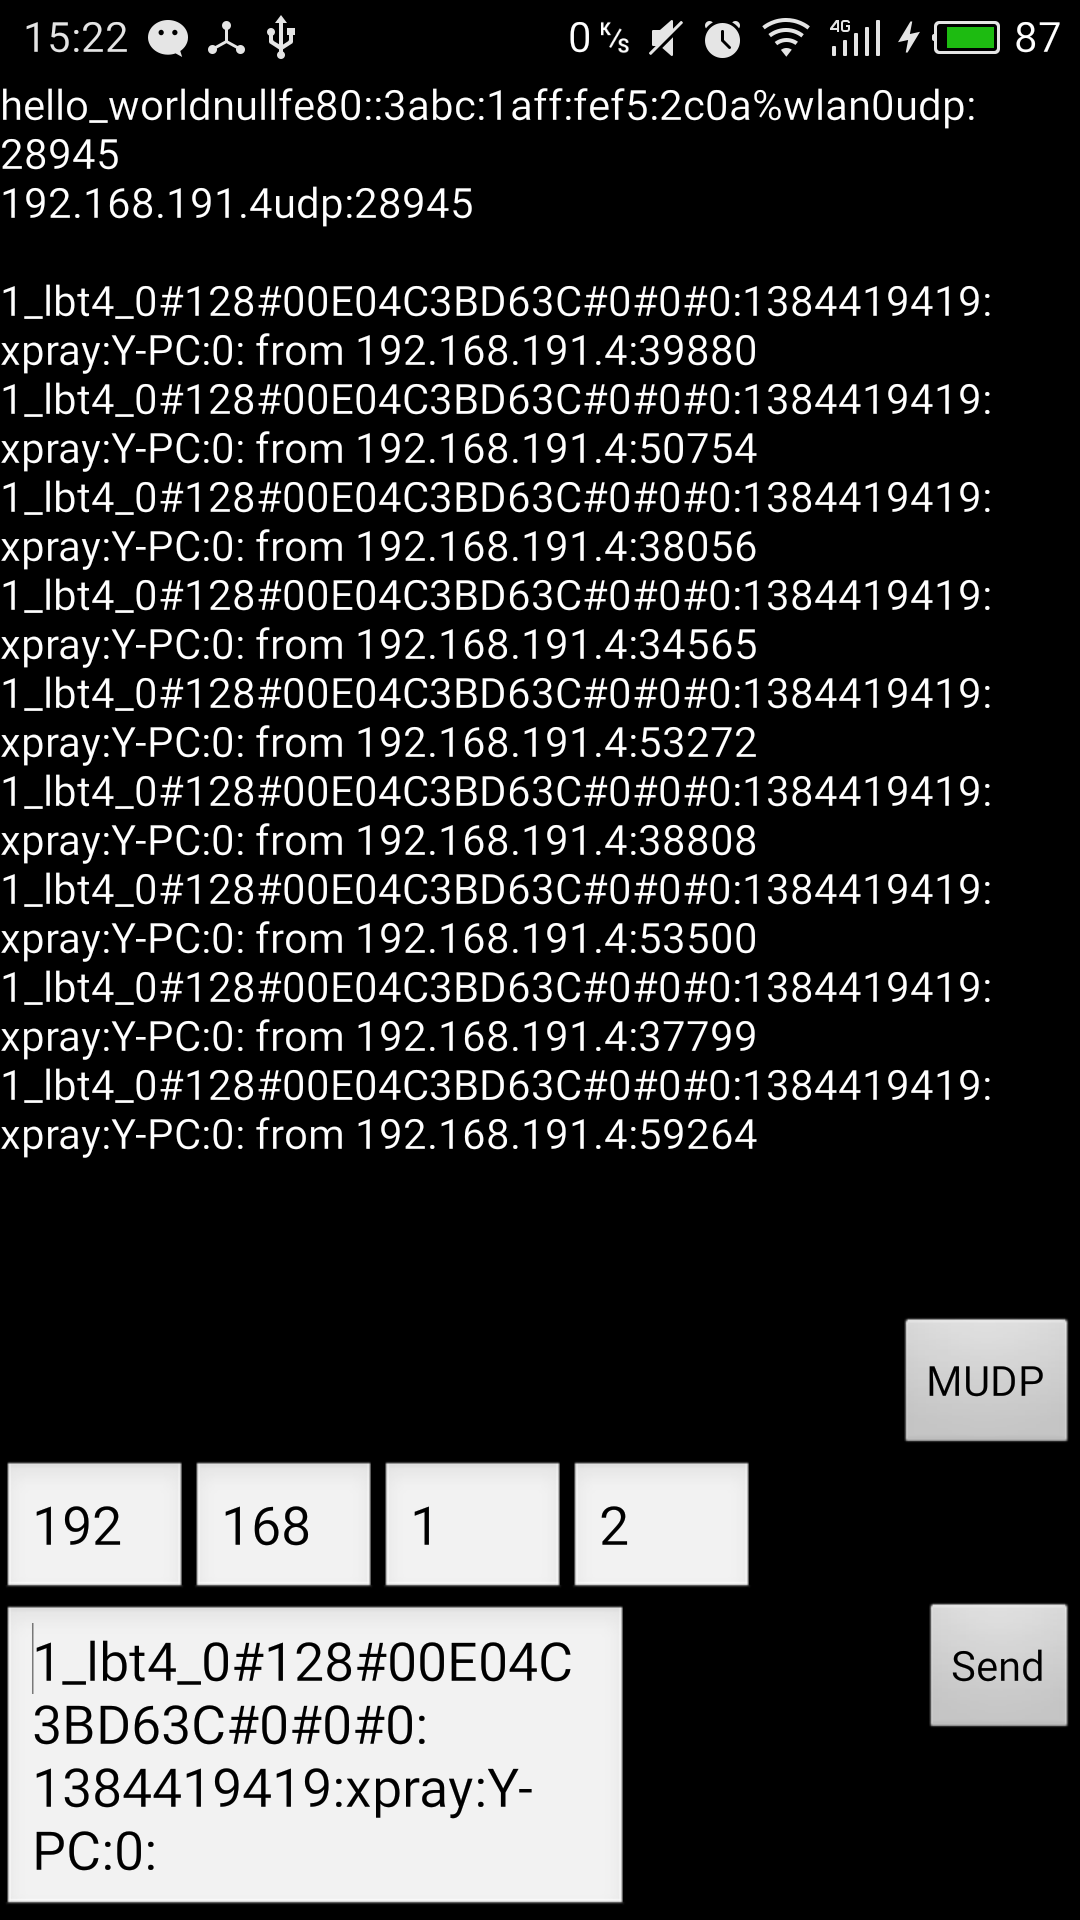 15:22 0 K/s 4G 87
hello_worldnullfe80::3abc:1aff:fef5:2c0a%wlan0udp:
28945
192.168.191.4udp:28945
1_lbt4_0#128#00E04C3BD63C#0#0#0:1384419419:
xpray:Y-PC:0: from 192.168.191.4:39880
1_lbt4_0#128#00E04C3BD63C#0#0#0:1384419419:
xpray:Y-PC:0: from 192.168.191.4:50754
1_lbt4_0#128#00E04C3BD63C#0#0#0:1384419419:
xpray:Y-PC:0: from 192.168.191.4:38056
1_lbt4_0#128#00E04C3BD63C#0#0#0:1384419419:
xpray:Y-PC:0: from 192.168.191.4:34565
1_lbt4_0#128#00E04C3BD63C#0#0#0:1384419419:
xpray:Y-PC:0: from 192.168.191.4:53272
1_lbt4_0#128#00E04C3BD63C#0#0#0:1384419419:
xpray:Y-PC:0: from 192.168.191.4:38808
1_lbt4_0#128#00E04C3BD63C#0#0#0:1384419419:
xpray:Y-PC:0: from 192.168.191.4:53500
1_lbt4_0#128#00E04C3BD63C#0#0#0:1384419419:
xpray:Y-PC:0: from 192.168.191.4:37799
1_lbt4_0#128#00E04C3BD63C#0#0#0:1384419419:
xpray:Y-PC:0: from 192.168.191.4:59264
MUDP
192 168 1 2
1_lbt4_0#128#00E04C
3BD63C#0#0#0:
1384419419:xpray:Y-
PC:0:
Send